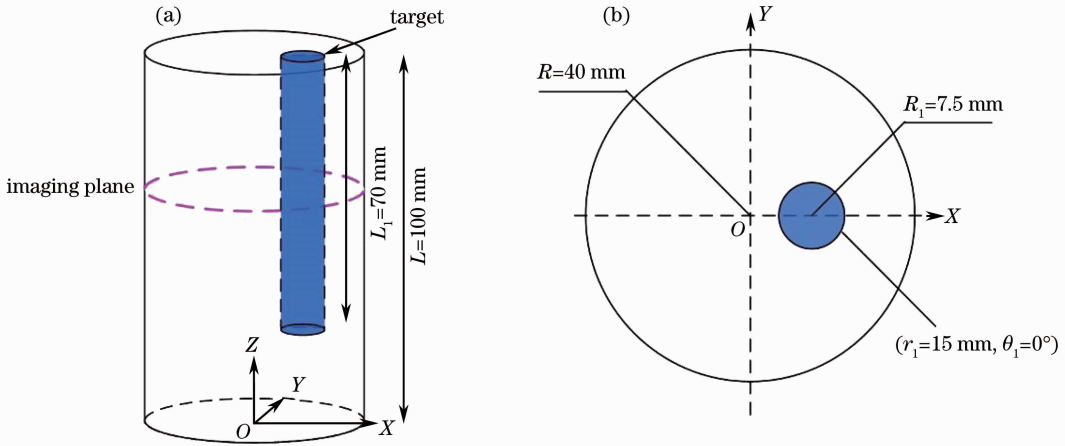 (a)
target
imaging plane
L₁=70 mm
L=100 mm
Z
Y
O
X
(b)
Y
R=40 mm
R₁=7.5 mm
O
X
(r₁=15 mm, θ₁=0°)